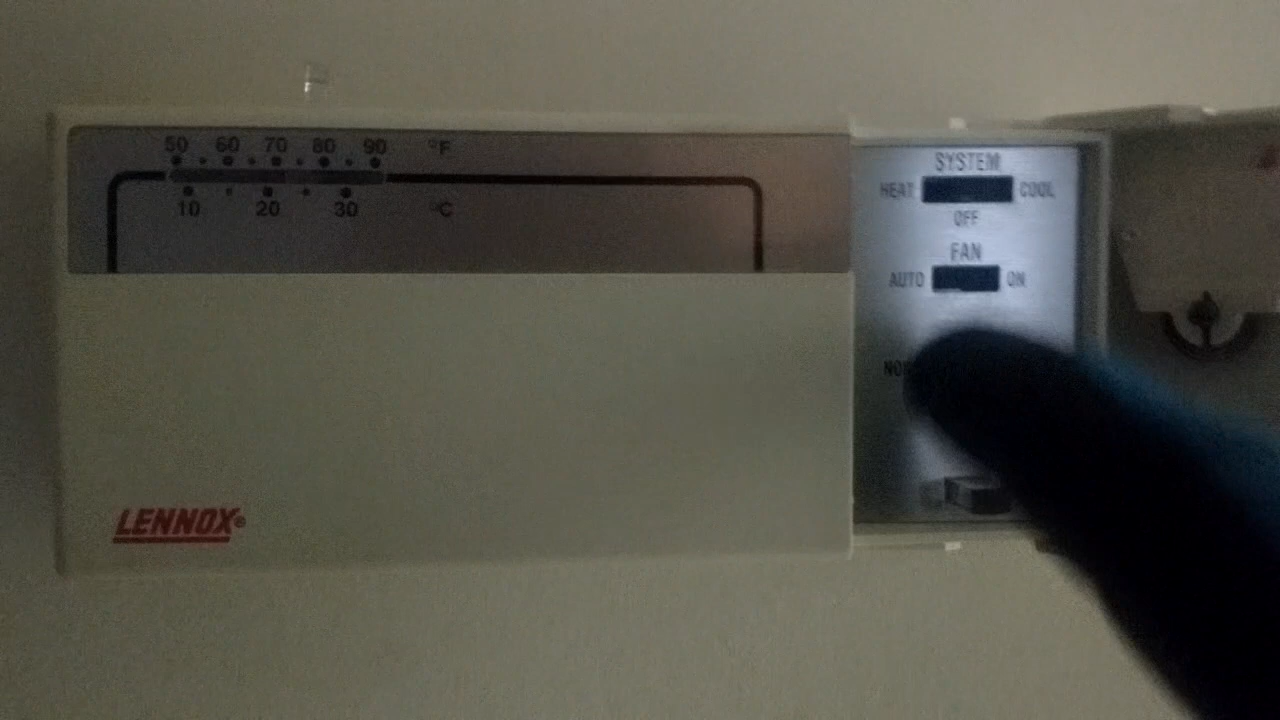 50 60 70 80 90 °F
10 20 30 °C
LENNOX®
SYSTEM
HEAT COOL
OFF
FAN
AUTO ON